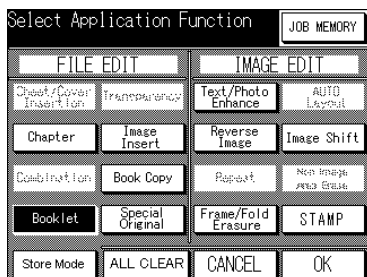 Select Application Function
JOB MEMORY
FILE EDIT
IMAGE EDIT
Sheet/Cover
Insertion
Transparency
Text/Photo
Enhance
AUTO
Layout
Chapter
Image
Insert
Reverse
Image
Image Shift
Combination
Book Copy
Repeat
Non Image
Area Erase
Booklet
Special
Original
Frame/Fold
Erasure
STAMP
Store Mode
ALL CLEAR
CANCEL
OK